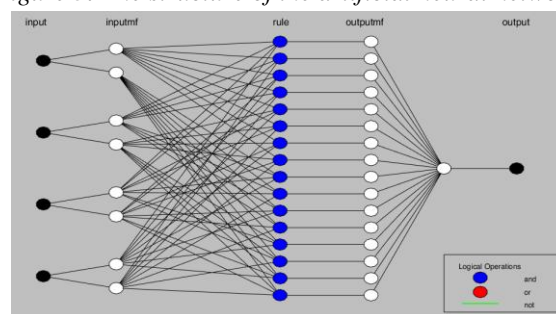 input inputmf rule outputmf output
Logical Operations
and
or
not